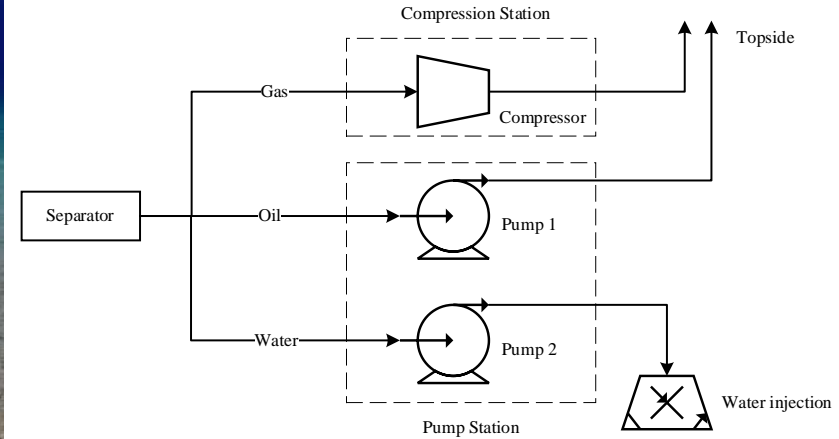 Compression Station
Topside
Gas
Compressor
Separator
Oil
Pump 1
Water
Pump 2
Water injection
Pump Station